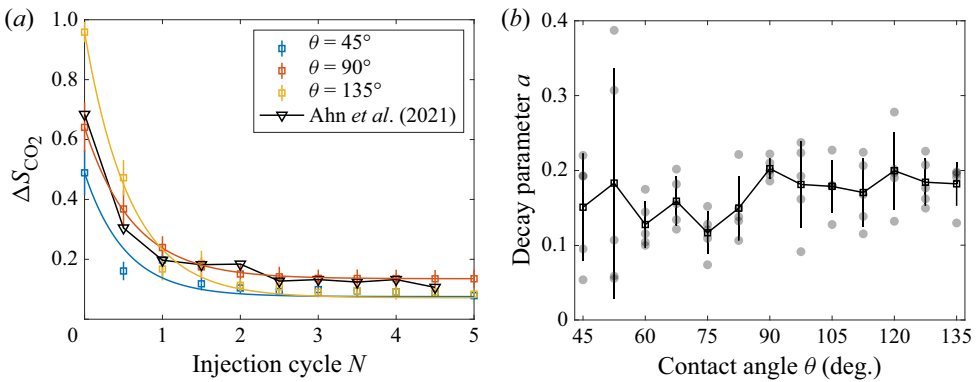 (a)
1.0
0.8
0.6
0.4
0.2
0
1
2
3
4
5
ΔS_CO₂
Injection cycle N
θ = 45°
θ = 90°
θ = 135°
Ahn et al. (2021)
(b)
0.4
0.3
0.2
0.1
0
45
60
75
90
105
120
135
Decay parameter a
Contact angle θ (deg.)